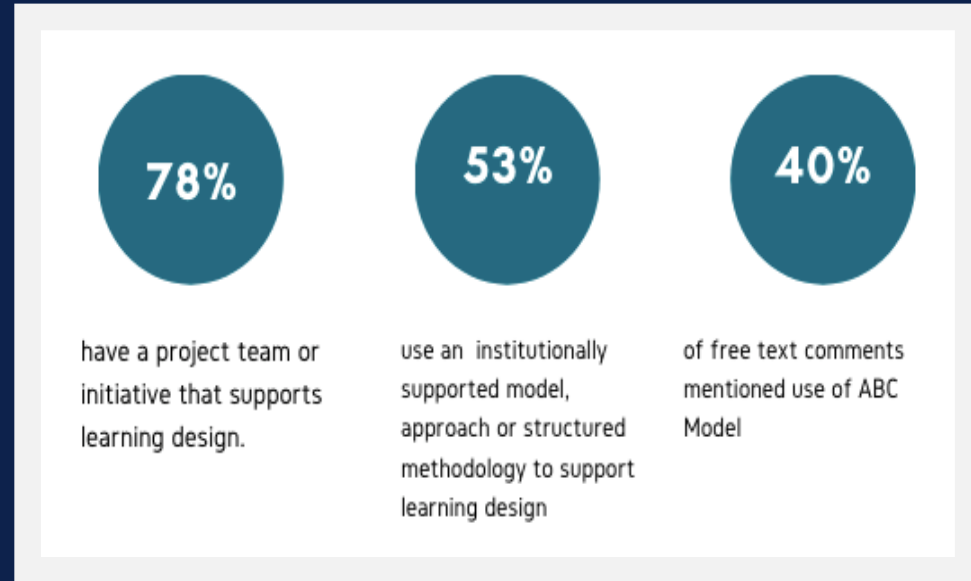 78%
have a project team or
initiative that supports
learning design.
53%
use an  institutionally
supported model,
approach or structured
methodology to support
learning design
40%
of free text comments
mentioned use of ABC
Model